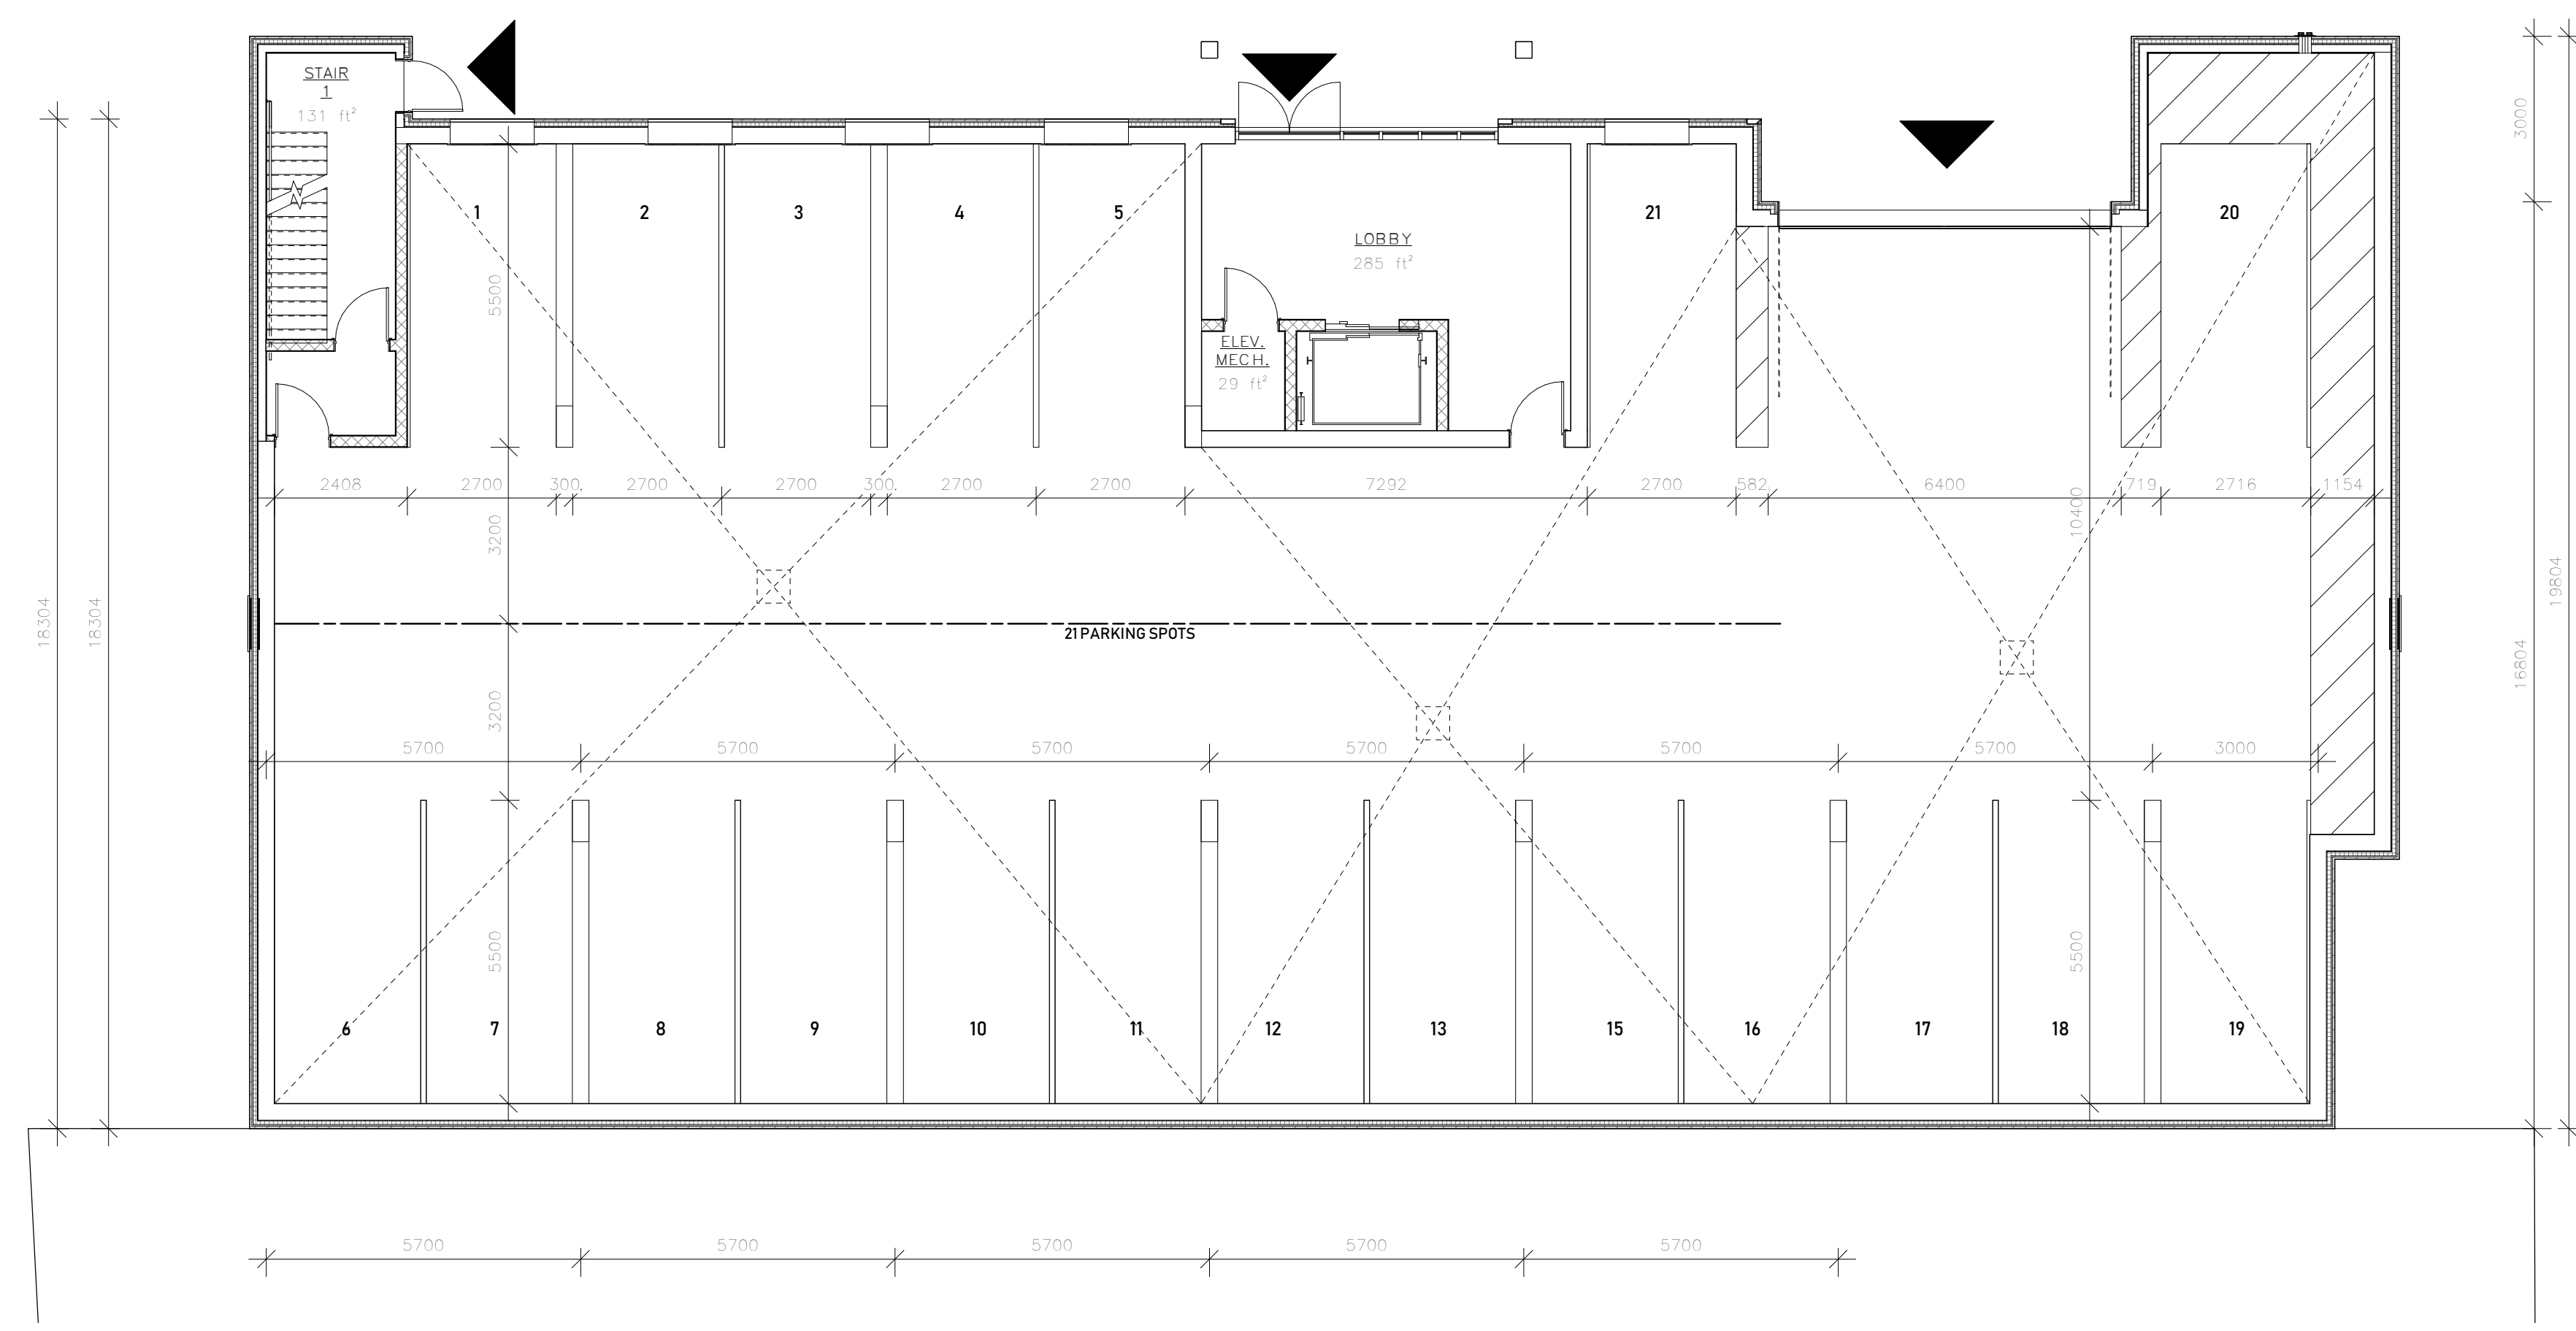 STAIR
1
131 ft²
3000
1 2 3 4 5 21 20
LOBBY
285 ft²
5500
ELEV.
MECH.
29 ft²
2408 2700 300 2700 2700 300 2700 2700 7292 2700 582 6400 719 2716 1154
3200
10400
19804
18304
18304
21 PARKING SPOTS
16804
3200
5700 5700 5700 5700 5700 5700 3000
5500
5500
6 7 8 9 10 11 12 13 15 16 17 18 19
5700 5700 5700 5700 5700